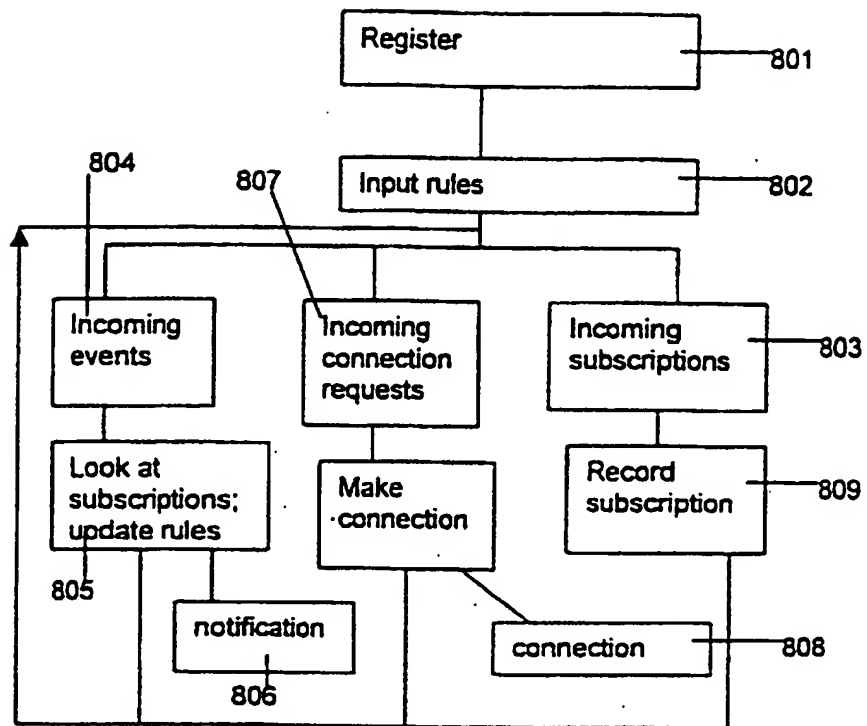 Register
801
804
807
Input rules
802
Incoming
events
Incoming
connection
requests
Incoming
subscriptions
803
Look at
subscriptions;
update rules
Make
connection
Record
subscription
809
805
notification
806
connection
808